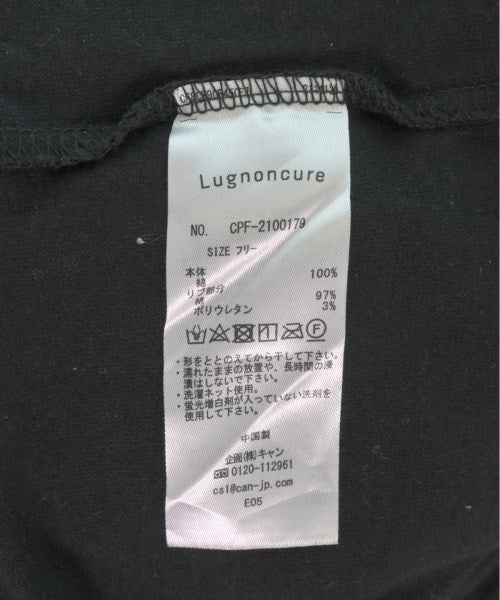 Lugnoncure
NO. CPF-2100179
SIZE フリー
本体
綿 100%
リブ部分
綿 97%
ポリウレタン 3%
・形をととのえてから干して下さい。
・濡れたままの放置や、長時間の浸
漬はしないで下さい。
・洗濯ネット使用。
・蛍光増白剤が入っていない洗剤を
使用して下さい。
中国製
企画(株)キャン
0120-112961
cs1@can-jp.com
E05